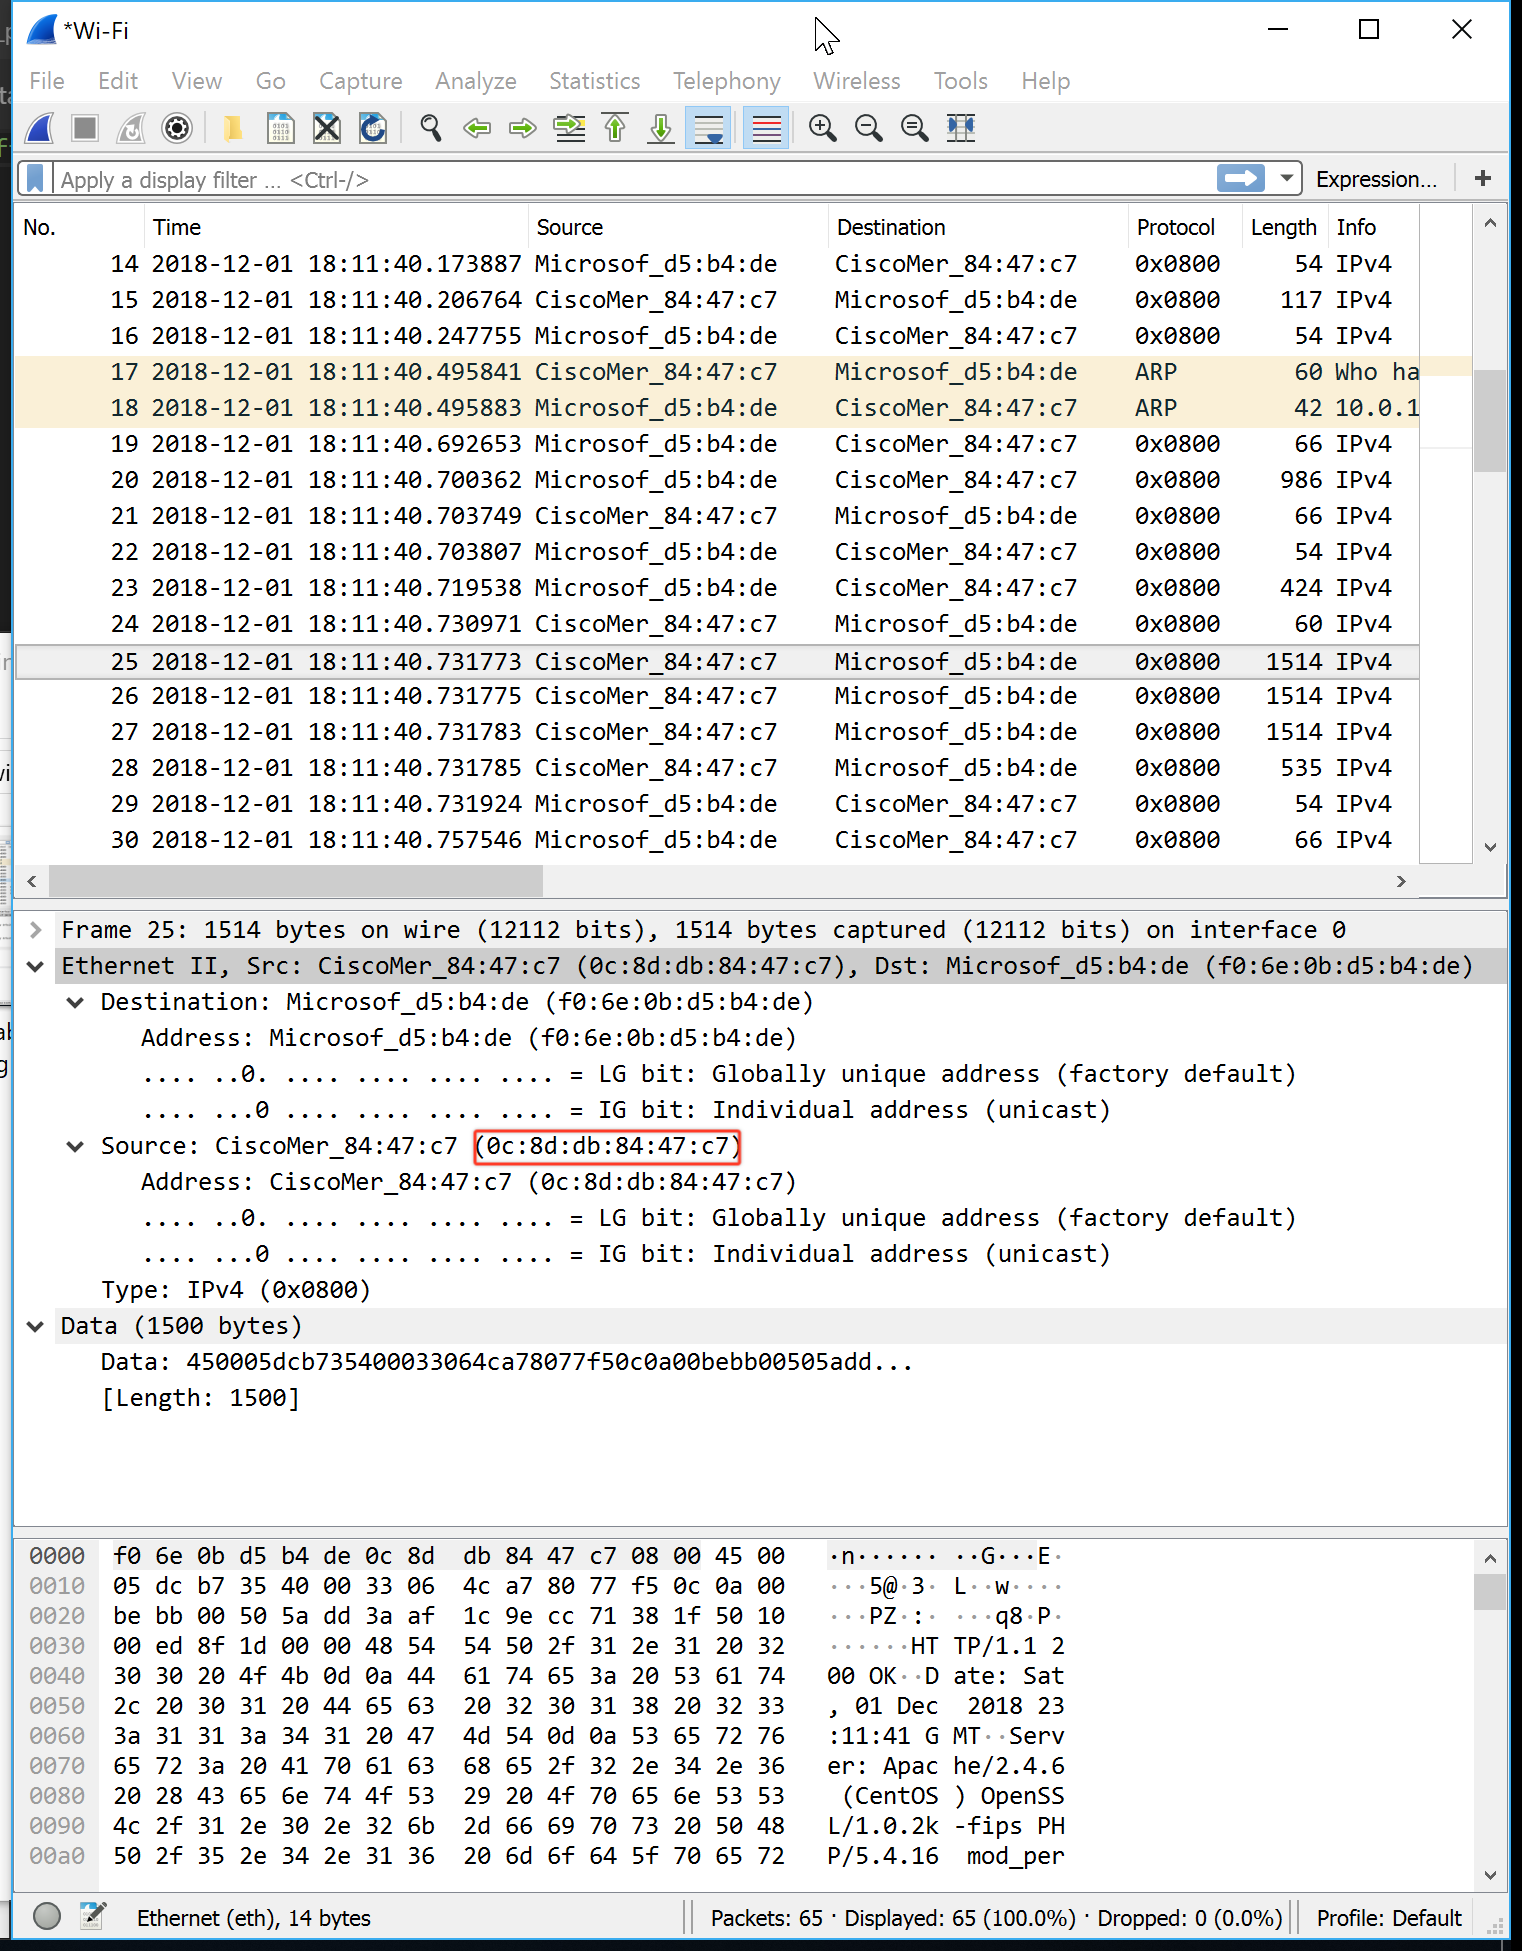 *Wi-Fi
File Edit View Go Capture Analyze Statistics Telephony Wireless Tools Help
Apply a display filter ... <Ctrl-/> Expression... +
No. Time Source Destination Protocol Length Info
14 2018-12-01 18:11:40.173887 Microsof_d5:b4:de CiscoMer_84:47:c7 0x0800 54 IPv4
15 2018-12-01 18:11:40.206764 CiscoMer_84:47:c7 Microsof_d5:b4:de 0x0800 117 IPv4
16 2018-12-01 18:11:40.247755 Microsof_d5:b4:de CiscoMer_84:47:c7 0x0800 54 IPv4
17 2018-12-01 18:11:40.495841 CiscoMer_84:47:c7 Microsof_d5:b4:de ARP 60 Who ha
18 2018-12-01 18:11:40.495883 Microsof_d5:b4:de CiscoMer_84:47:c7 ARP 42 10.0.1
19 2018-12-01 18:11:40.692653 Microsof_d5:b4:de CiscoMer_84:47:c7 0x0800 66 IPv4
20 2018-12-01 18:11:40.700362 Microsof_d5:b4:de CiscoMer_84:47:c7 0x0800 986 IPv4
21 2018-12-01 18:11:40.703749 CiscoMer_84:47:c7 Microsof_d5:b4:de 0x0800 66 IPv4
22 2018-12-01 18:11:40.703807 Microsof_d5:b4:de CiscoMer_84:47:c7 0x0800 54 IPv4
23 2018-12-01 18:11:40.719538 Microsof_d5:b4:de CiscoMer_84:47:c7 0x0800 424 IPv4
24 2018-12-01 18:11:40.730971 CiscoMer_84:47:c7 Microsof_d5:b4:de 0x0800 60 IPv4
25 2018-12-01 18:11:40.731773 CiscoMer_84:47:c7 Microsof_d5:b4:de 0x0800 1514 IPv4
26 2018-12-01 18:11:40.731775 CiscoMer_84:47:c7 Microsof_d5:b4:de 0x0800 1514 IPv4
27 2018-12-01 18:11:40.731783 CiscoMer_84:47:c7 Microsof_d5:b4:de 0x0800 1514 IPv4
28 2018-12-01 18:11:40.731785 CiscoMer_84:47:c7 Microsof_d5:b4:de 0x0800 535 IPv4
29 2018-12-01 18:11:40.731924 Microsof_d5:b4:de CiscoMer_84:47:c7 0x0800 54 IPv4
30 2018-12-01 18:11:40.757546 Microsof_d5:b4:de CiscoMer_84:47:c7 0x0800 66 IPv4
Frame 25: 1514 bytes on wire (12112 bits), 1514 bytes captured (12112 bits) on interface 0
Ethernet II, Src: CiscoMer_84:47:c7 (0c:8d:db:84:47:c7), Dst: Microsof_d5:b4:de (f0:6e:0b:d5:b4:de)
Destination: Microsof_d5:b4:de (f0:6e:0b:d5:b4:de)
Address: Microsof_d5:b4:de (f0:6e:0b:d5:b4:de)
.... ..0. .... .... .... .... = LG bit: Globally unique address (factory default)
.... ...0 .... .... .... .... = IG bit: Individual address (unicast)
Source: CiscoMer_84:47:c7 (0c:8d:db:84:47:c7)
Address: CiscoMer_84:47:c7 (0c:8d:db:84:47:c7)
.... ..0. .... .... .... .... = LG bit: Globally unique address (factory default)
.... ...0 .... .... .... .... = IG bit: Individual address (unicast)
Type: IPv4 (0x0800)
Data (1500 bytes)
Data: 450005dcb735400033064ca78077f50c0a00bebb00505add...
[Length: 1500]
0000 f0 6e 0b d5 b4 de 0c 8d db 84 47 c7 08 00 45 00 ·n······ ··G···E·
0010 05 dc b7 35 40 00 33 06 4c a7 80 77 f5 0c 0a 00 ···5@·3· L··w····
0020 be bb 00 50 5a dd 3a af 1c 9e cc 71 38 1f 50 10 ···PZ·:· ···q8·P·
0030 00 ed 8f 1d 00 00 48 54 54 50 2f 31 2e 31 20 32 ······HT TP/1.1 2
0040 30 30 20 4f 4b 0d 0a 44 61 74 65 3a 20 53 61 74 00 OK··D ate: Sat
0050 2c 20 30 31 20 44 65 63 20 32 30 31 38 20 32 33 , 01 Dec 2018 23
0060 3a 31 31 3a 34 31 20 47 4d 54 0d 0a 53 65 72 76 :11:41 G MT··Serv
0070 65 72 3a 20 41 70 61 63 68 65 2f 32 2e 34 2e 36 er: Apac he/2.4.6
0080 20 28 43 65 6e 74 4f 53 29 20 4f 70 65 6e 53 53 (CentOS ) OpenSS
0090 4c 2f 31 2e 30 2e 32 6b 2d 66 69 70 73 20 50 48 L/1.0.2k -fips PH
00a0 50 2f 35 2e 34 2e 31 36 20 6d 6f 64 5f 70 65 72 P/5.4.16 mod_per
Ethernet (eth), 14 bytes Packets: 65 · Displayed: 65 (100.0%) · Dropped: 0 (0.0%) Profile: Default